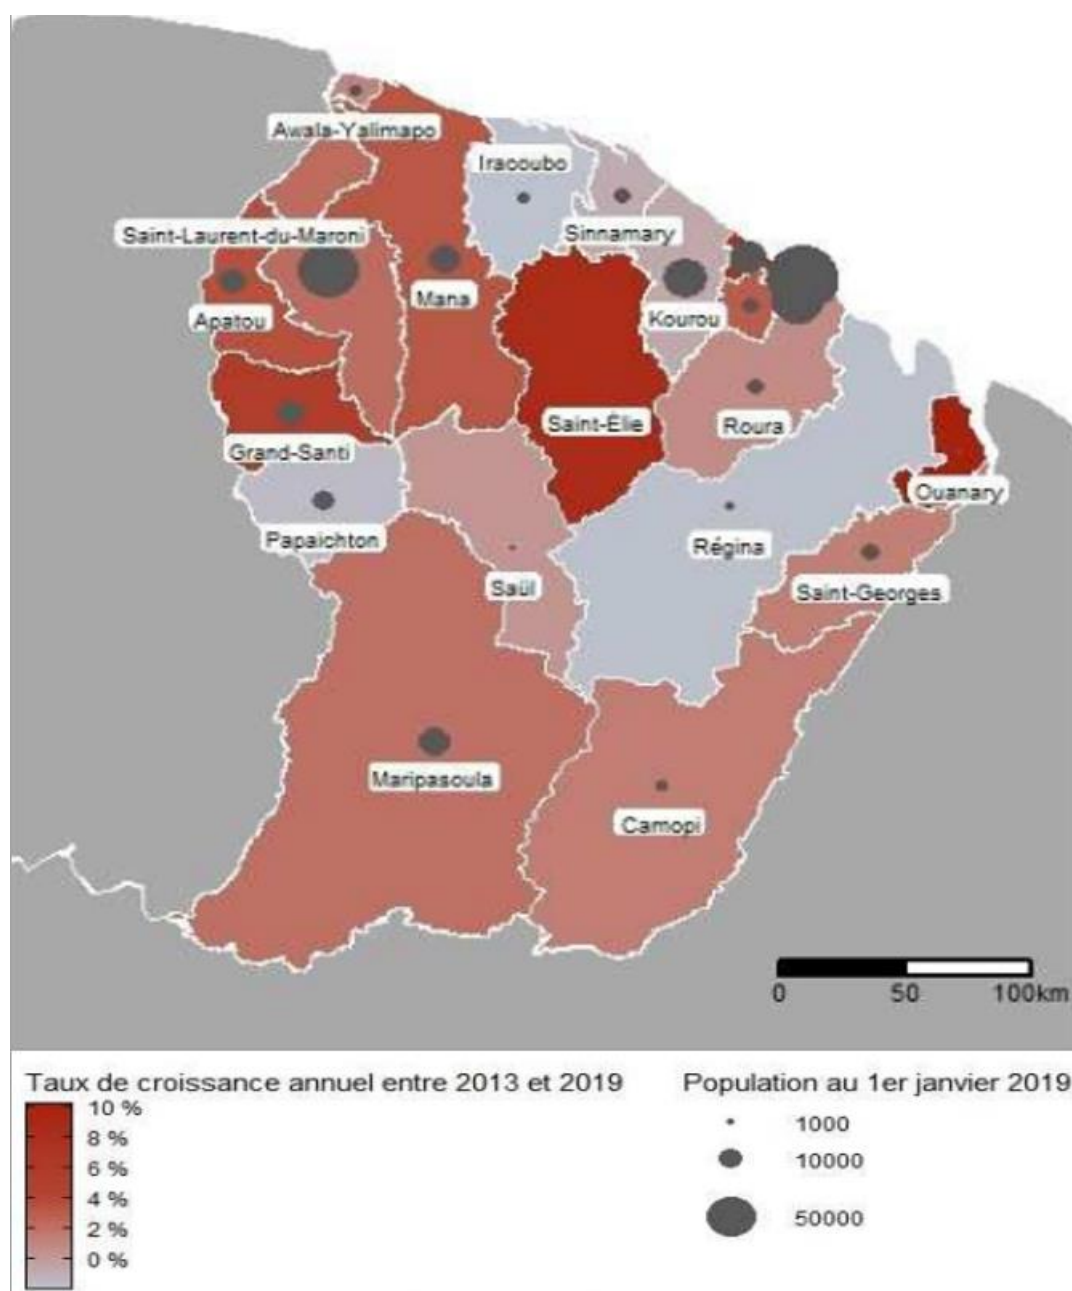 Awala-Yalimapo
Iracoubo
Saint-Laurent-du-Maroni
Sinnamary
Mana
Apatou
Kourou
Saint-Élie
Roura
Grand-Santi
Ouanary
Papaichton
Régina
Saül
Saint-Georges
Maripasoula
Camopi
0 50 100km
Taux de croissance annuel entre 2013 et 2019
10 %
8 %
6 %
4 %
2 %
0 %
Population au 1er janvier 2019
1000
10000
50000